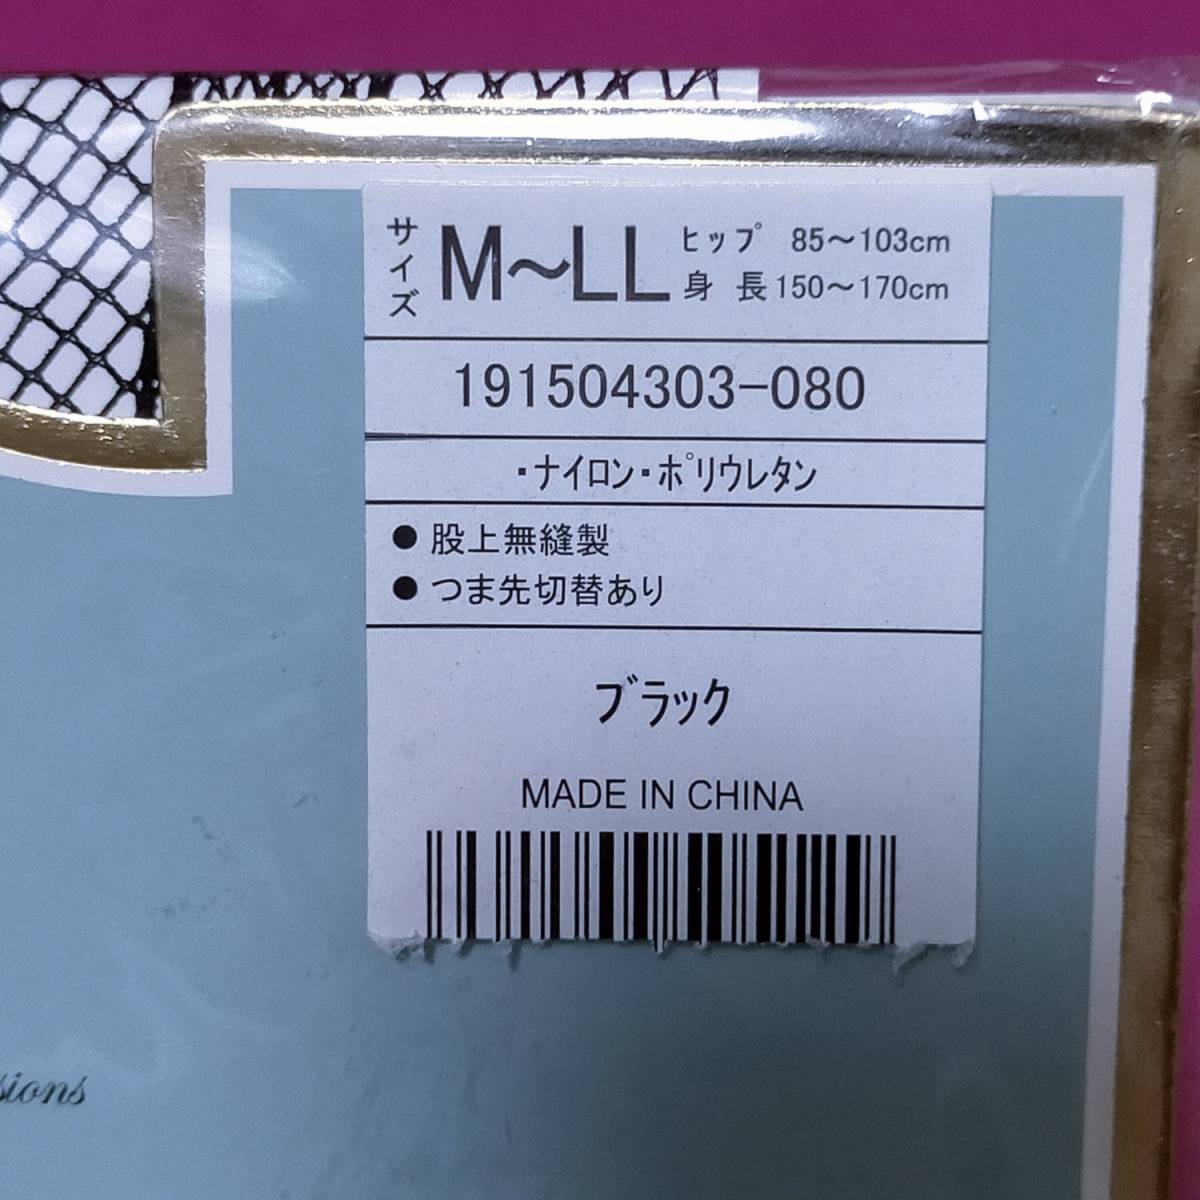 サイズ M～LL ヒップ 85～103cm
身長 150～170cm
191504303-080
・ナイロン・ポリウレタン
● 股上無縫製
● つま先切替あり
ブラック
MADE IN CHINA
sions